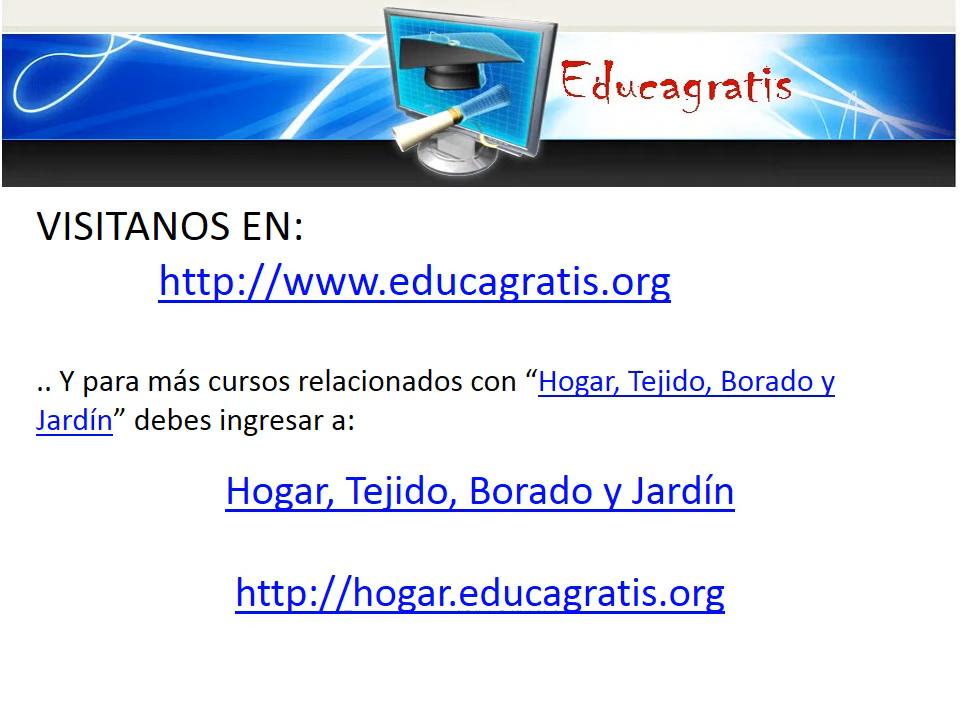 Educagratis
VISITANOS EN:
http://www.educagratis.org
.. Y para más cursos relacionados con “Hogar, Tejido, Borado y
Jardín” debes ingresar a:
Hogar, Tejido, Borado y Jardín
http://hogar.educagratis.org